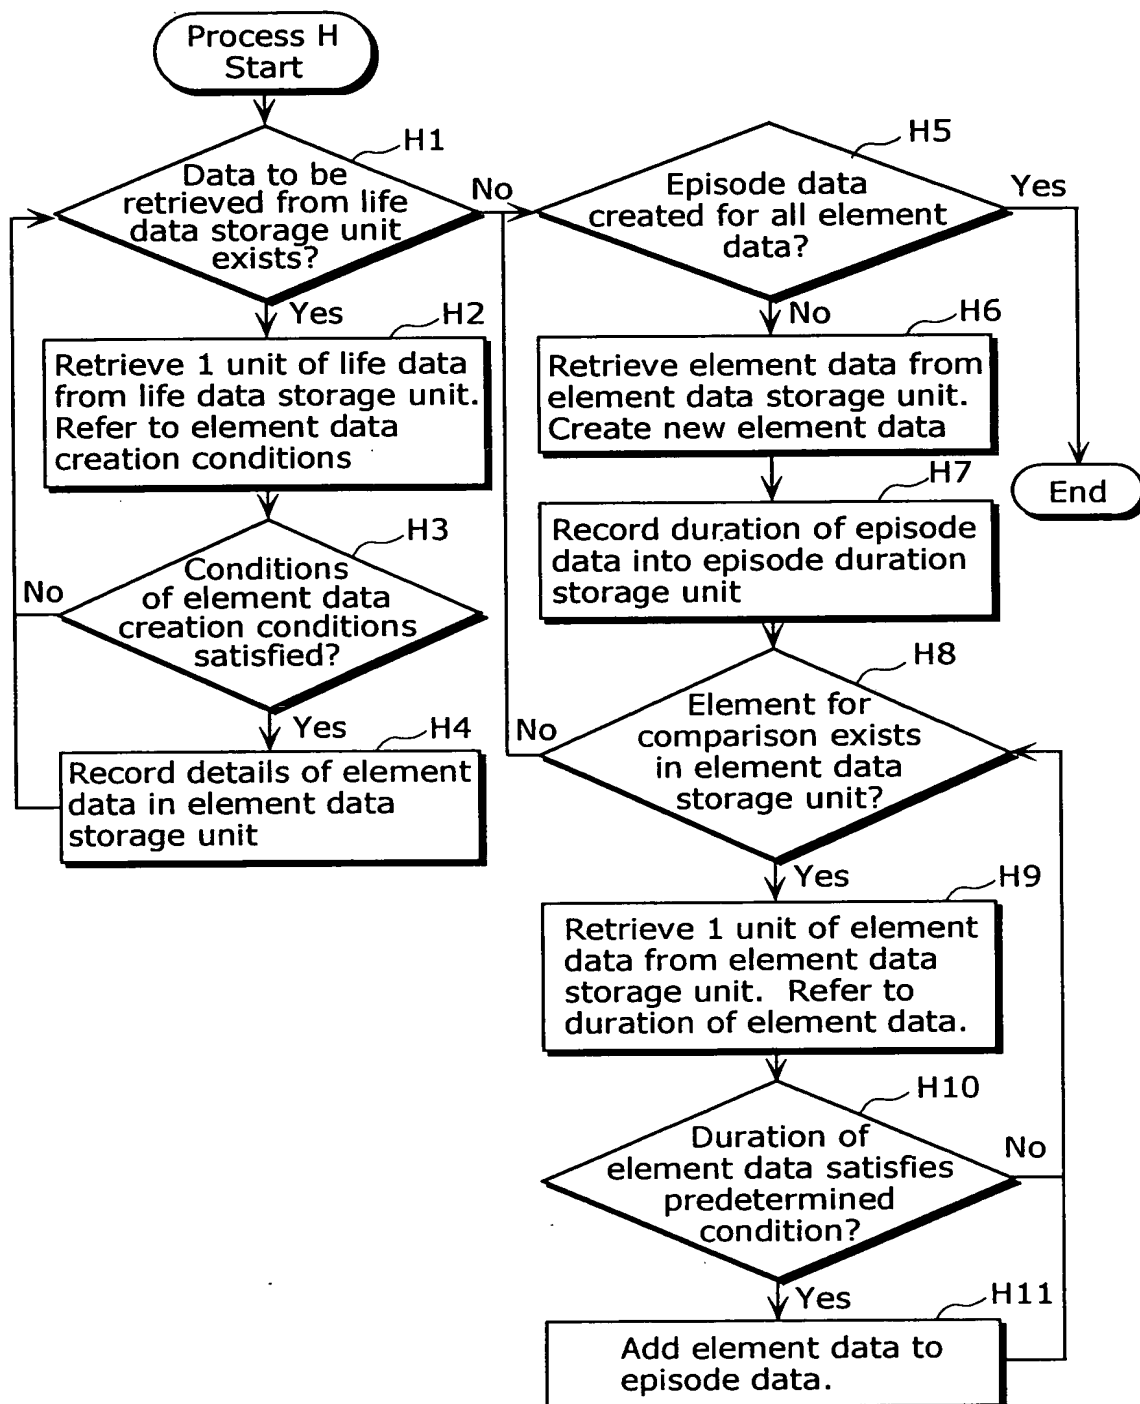 Process H
Start
H1
Data to be
retrieved from life
data storage unit
exists?
No
Yes
H2
Retrieve 1 unit of life data
from life data storage unit.
Refer to element data
creation conditions
H3
Conditions
of element data
creation conditions
satisfied?
No
Yes
H4
Record details of element
data in element data
storage unit
H5
Episode data
created for all element
data?
Yes
No
End
H6
Retrieve element data from
element data storage unit.
Create new element data
H7
Record duration of episode
data into episode duration
storage unit
H8
Element for
comparison exists
in element data
storage unit?
No
Yes
H9
Retrieve 1 unit of element
data from element data
storage unit. Refer to
duration of element data.
H10
Duration of
element data satisfies
predetermined
condition?
No
Yes
H11
Add element data to
episode data.